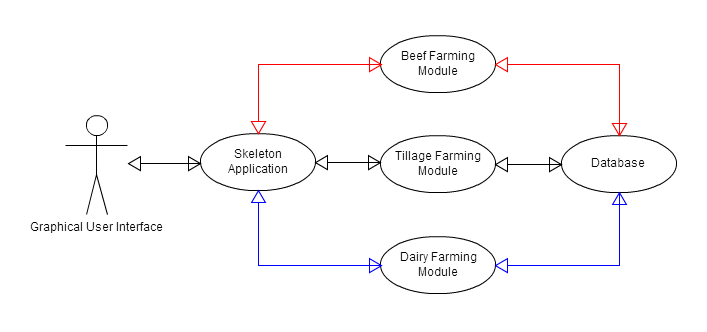 Beef Farming
Module
Skeleton
Application
Tillage Farming
Module
Database
Graphical User Interface
Dairy Farming
Module